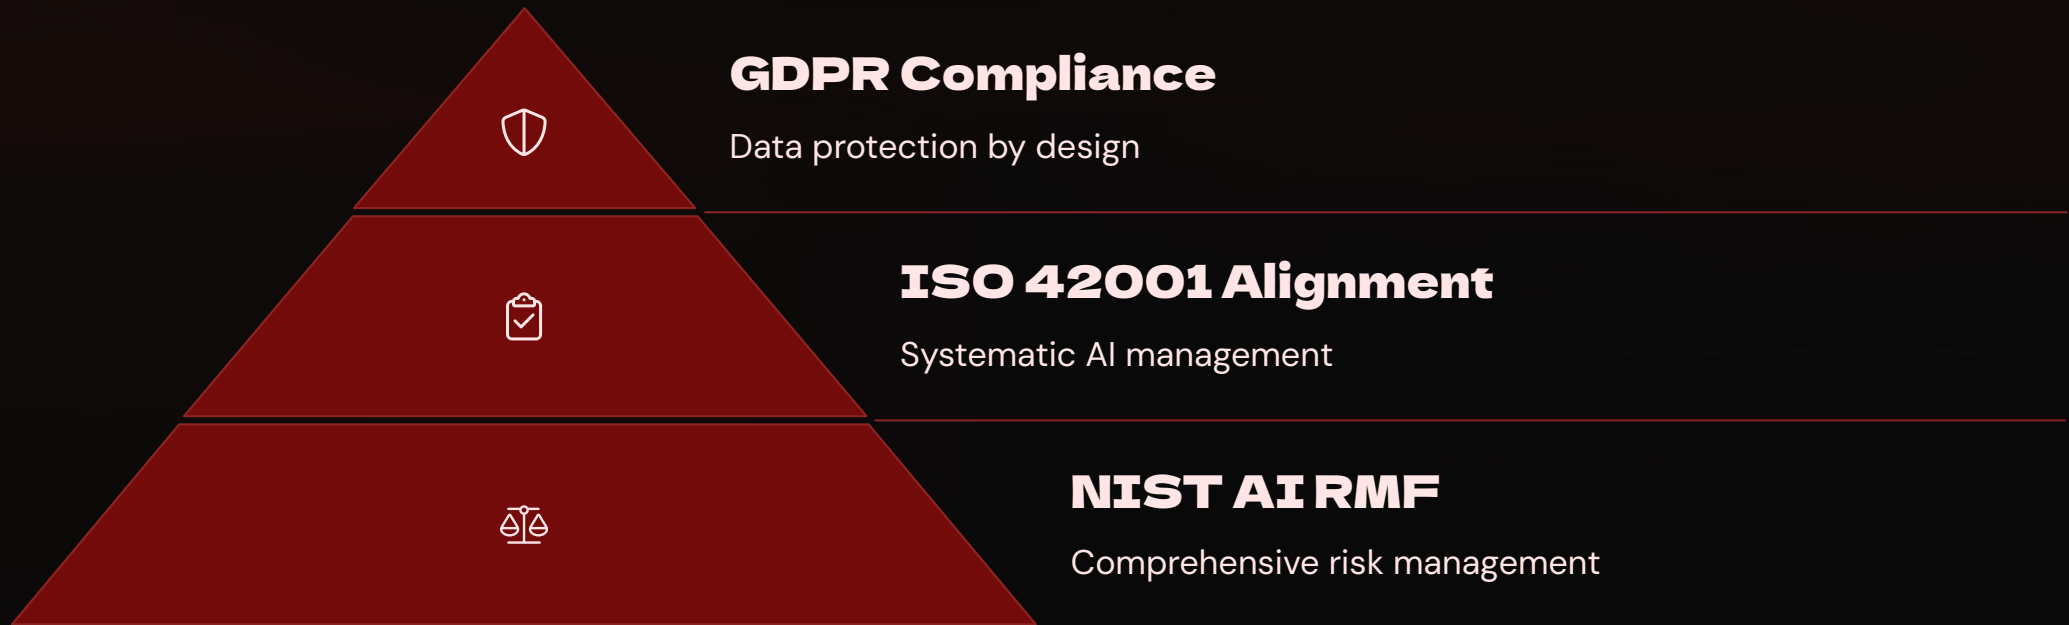 GDPR Compliance
Data protection by design
ISO 42001 Alignment
Systematic AI management
NIST AI RMF
Comprehensive risk management